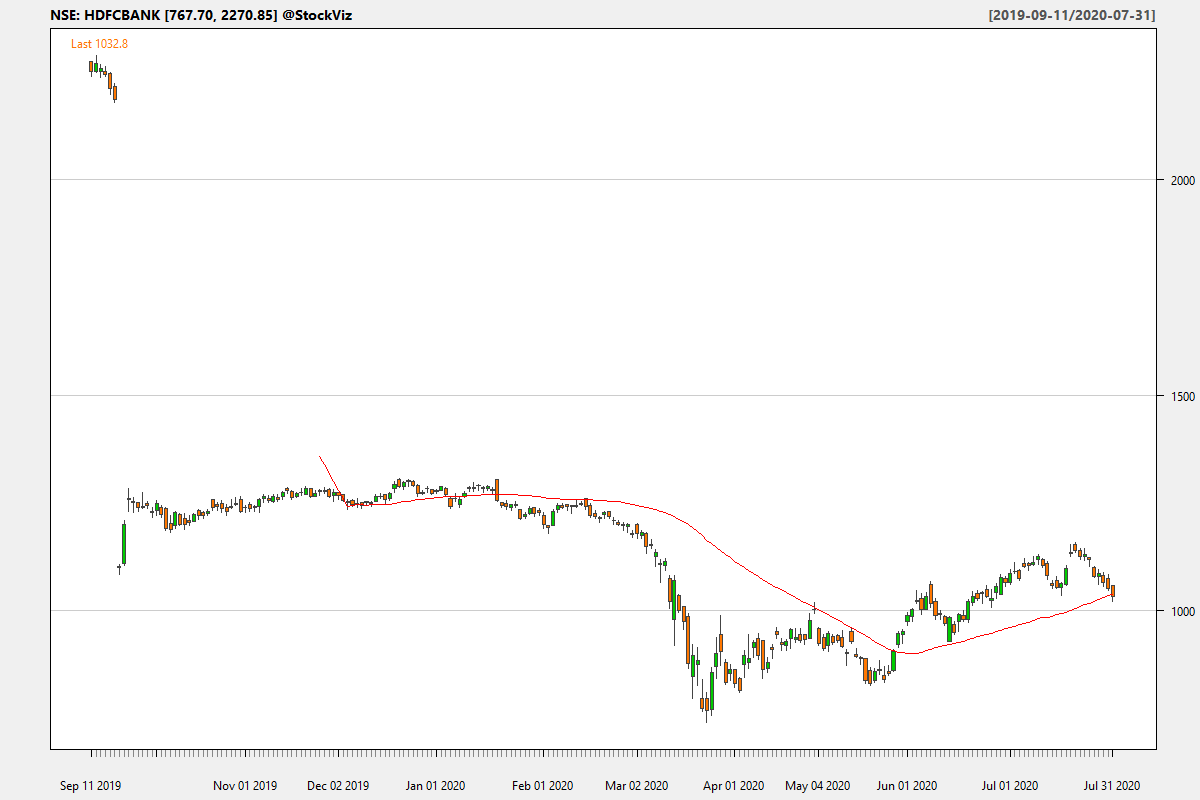 NSE: HDFCBANK [767.70, 2270.85] @StockViz
[2019-09-11/2020-07-31]
Last 1032.8
2000
1500
1000
Sep 11 2019
Nov 01 2019
Dec 02 2019
Jan 01 2020
Feb 02 2020
Mar 02 2020
Apr 01 2020
May 04 2020
Jun 01 2020
Jul 01 2020
Jul 31 2020